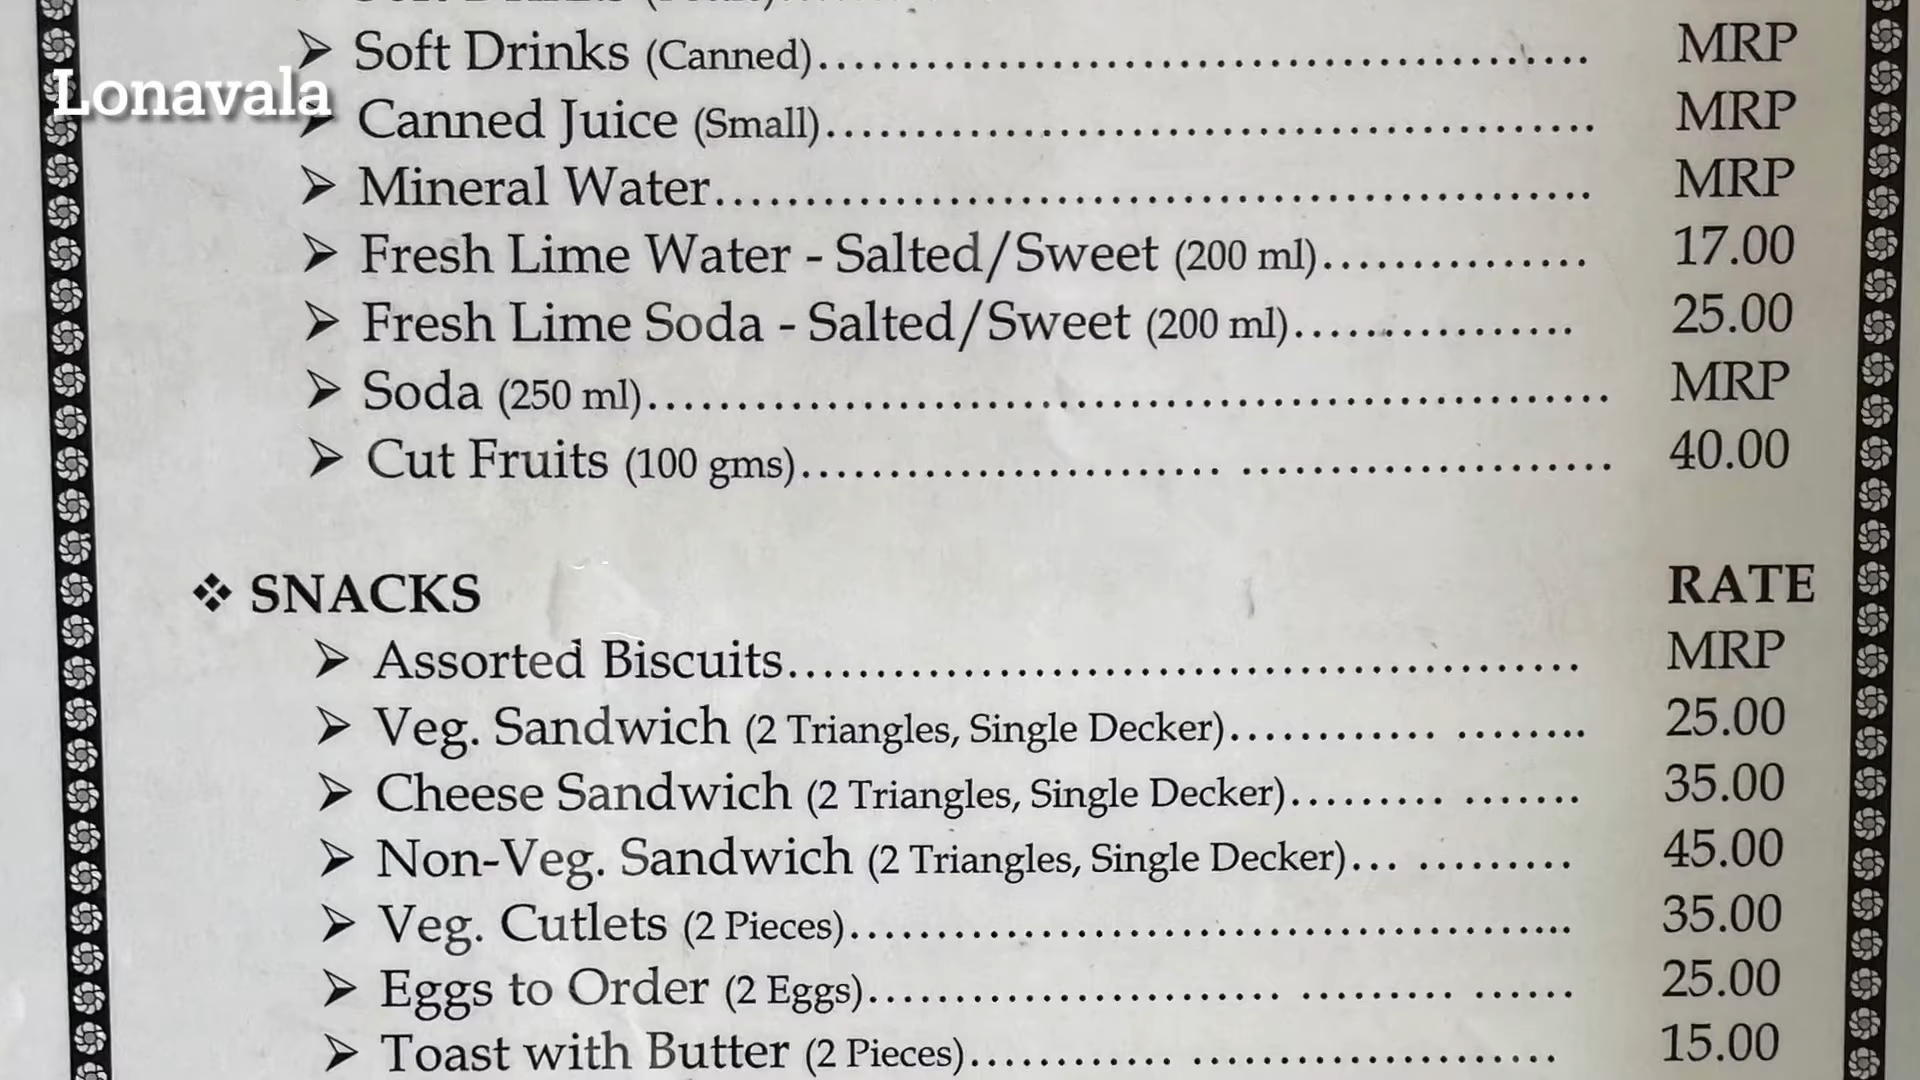 Lonavala
➢ Soft Drinks (Canned)................................................ MRP
➢ Canned Juice (Small)................................................ MRP
➢ Mineral Water................................................ MRP
➢ Fresh Lime Water - Salted/Sweet (200 ml)............... 17.00
➢ Fresh Lime Soda - Salted/Sweet (200 ml)................ 25.00
➢ Soda (250 ml)................................................ MRP
➢ Cut Fruits (100 gms)........................ ..................... 40.00
❖ SNACKS RATE
➢ Assorted Biscuits............................................. MRP
➢ Veg. Sandwich (2 Triangles, Single Decker)............ ........ 25.00
➢ Cheese Sandwich (2 Triangles, Single Decker)......... ....... 35.00
➢ Non-Veg. Sandwich (2 Triangles, Single Decker)... ......... 45.00
➢ Veg. Cutlets (2 Pieces)......................................... 35.00
➢ Eggs to Order (2 Eggs)........................ ......... ...... 25.00
➢ Toast with Butter (2 Pieces)............ ..................... 15.00